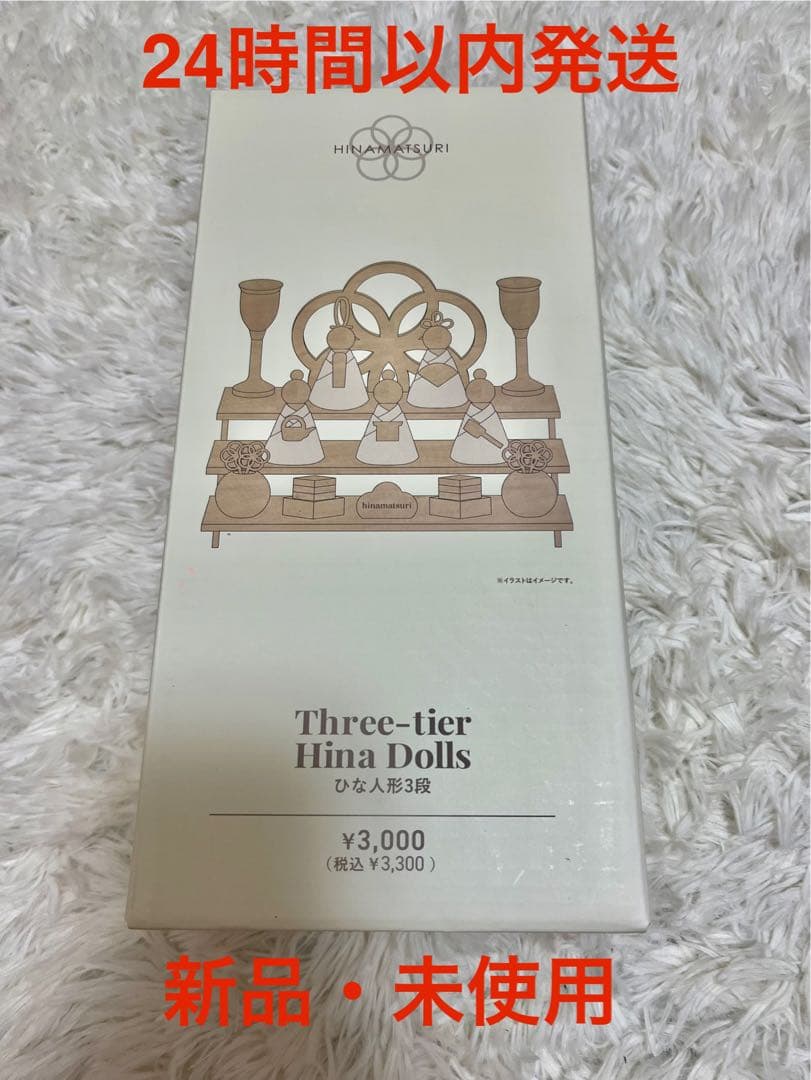 24時間以内発送
HINAMATSURI
hinamatsuri
※イラストはイメージです。
Three-tier
Hina Dolls
ひな人形3段
¥3,000
(税込 ¥3,300 )
新品・未使用